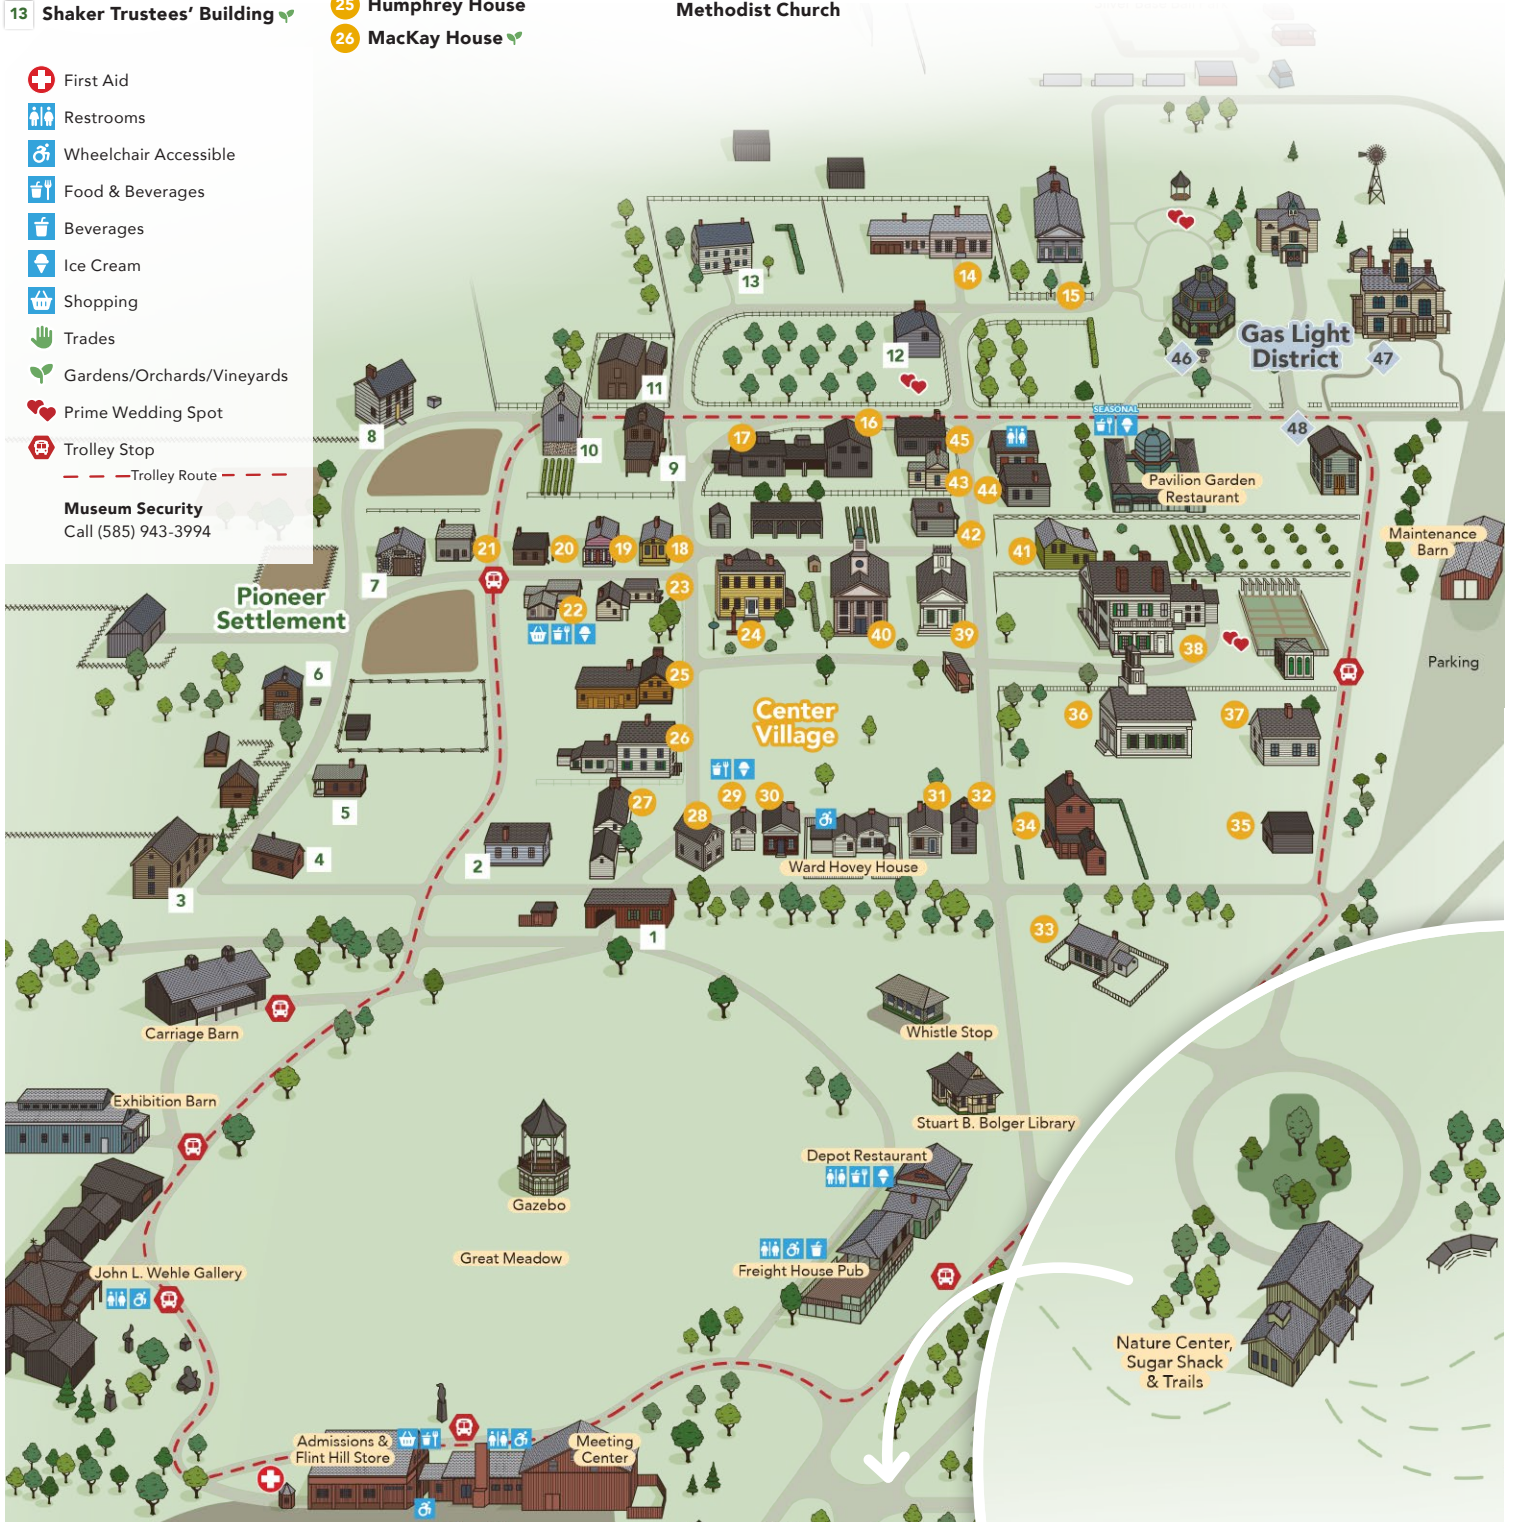 13 Shaker Trustees’ Building
25 Humphrey House
26 MacKay House
Methodist Church
First Aid
Restrooms
Wheelchair Accessible
Food & Beverages
Beverages
Ice Cream
Shopping
Trades
Gardens/Orchards/Vineyards
Prime Wedding Spot
Trolley Stop
Trolley Route
Museum Security
Call (585) 943-3994
13
14
15
12
46
Gas Light
District
47
11
8
10
9
17
16
45
SEASONAL
48
43
44
Pavilion Garden
Restaurant
42
41
Maintenance
Barn
7
21
20
19
18
Pioneer
Settlement
22
23
24
40
39
38
Parking
6
25
Center
Village
36
37
26
5
27
28
29
30
31
32
34
35
4
2
Ward Hovey House
3
1
33
Carriage Barn
Whistle Stop
Exhibition Barn
Stuart B. Bolger Library
Depot Restaurant
Gazebo
Great Meadow
Freight House Pub
John L. Wehle Gallery
Nature Center,
Sugar Shack
& Trails
Admissions &
Flint Hill Store
Meeting
Center